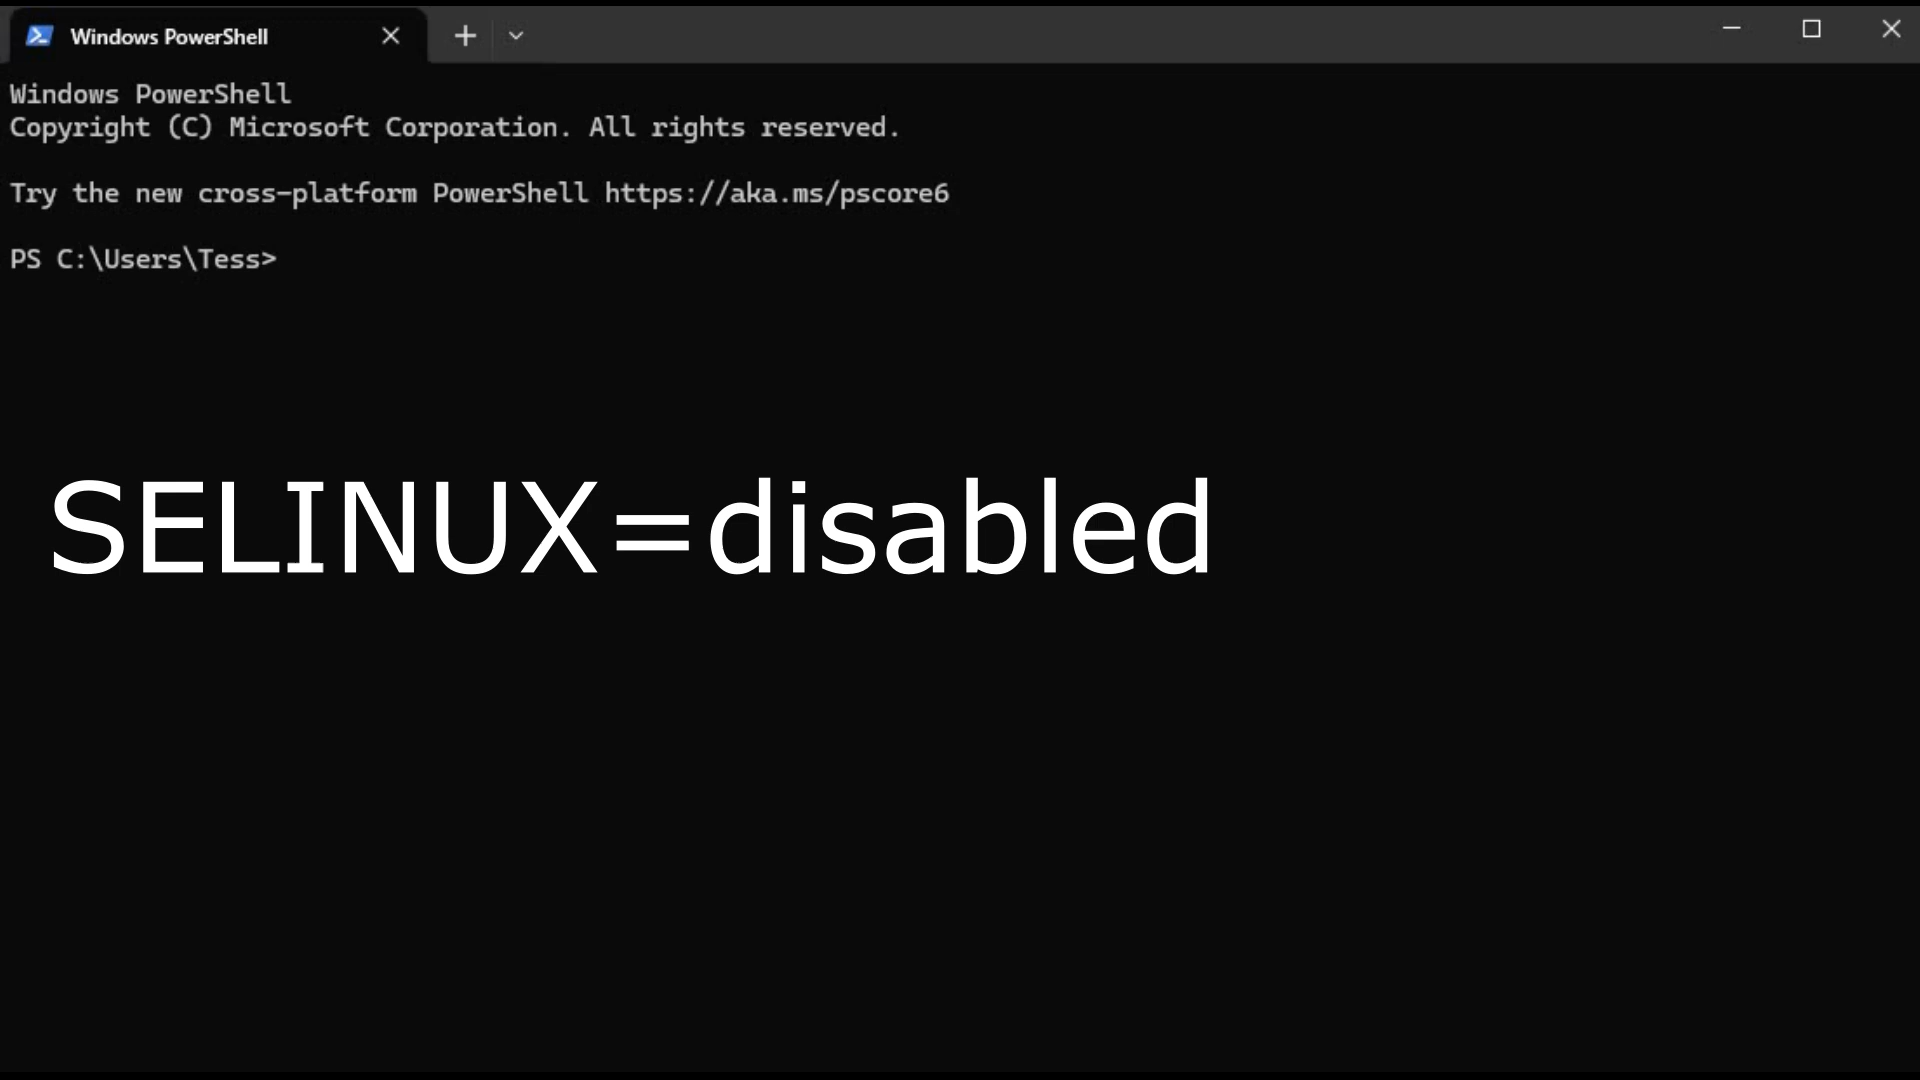 Windows PowerShell
Windows PowerShell
Copyright (C) Microsoft Corporation. All rights reserved.
Try the new cross-platform PowerShell https://aka.ms/pscore6
PS C:\Users\Tess>
SELINUX=disabled